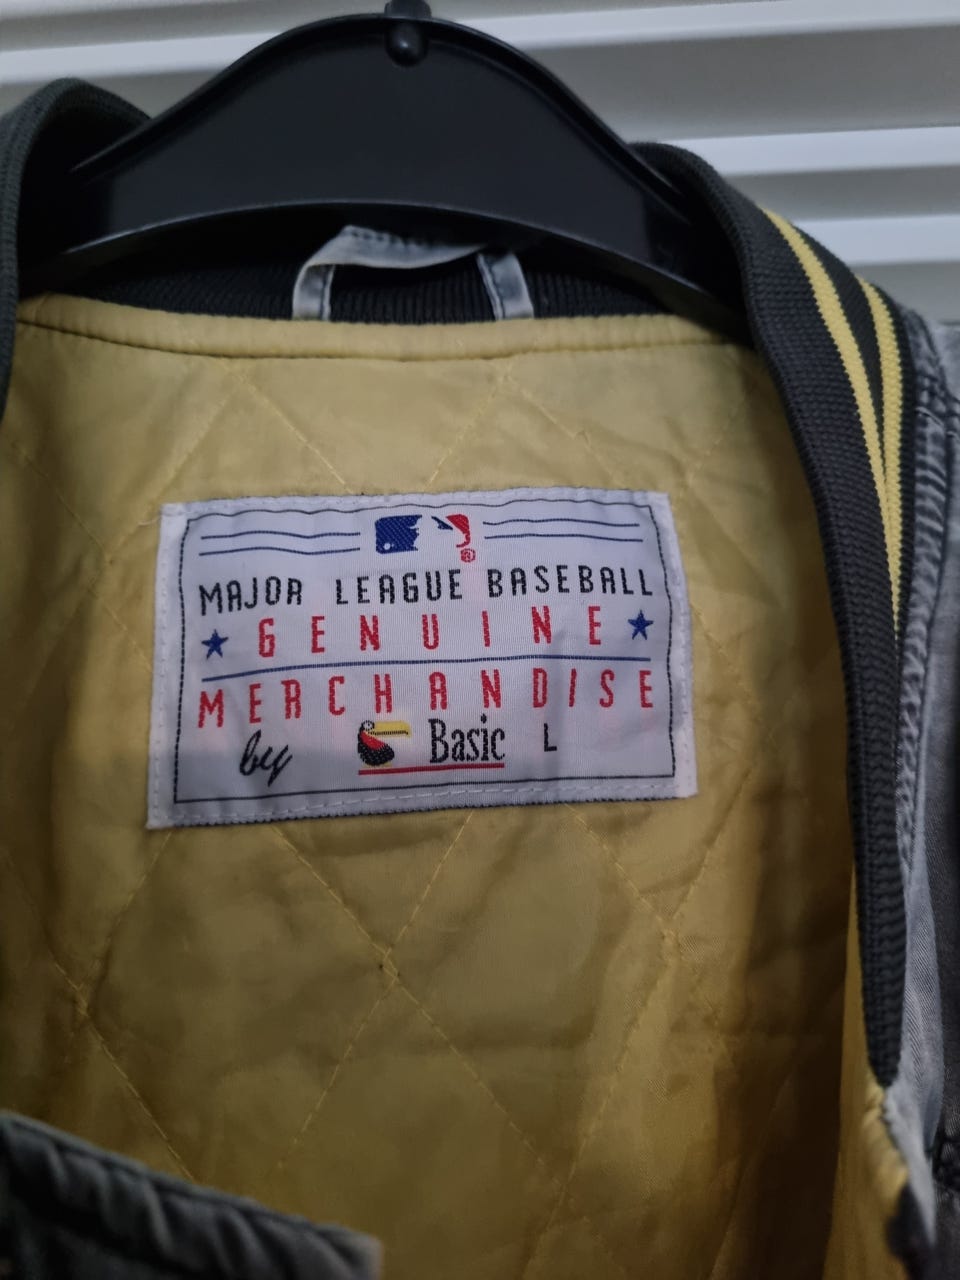 ®
MAJOR LEAGUE BASEBALL
GENUINE
MERCHANDISE
by Basic L